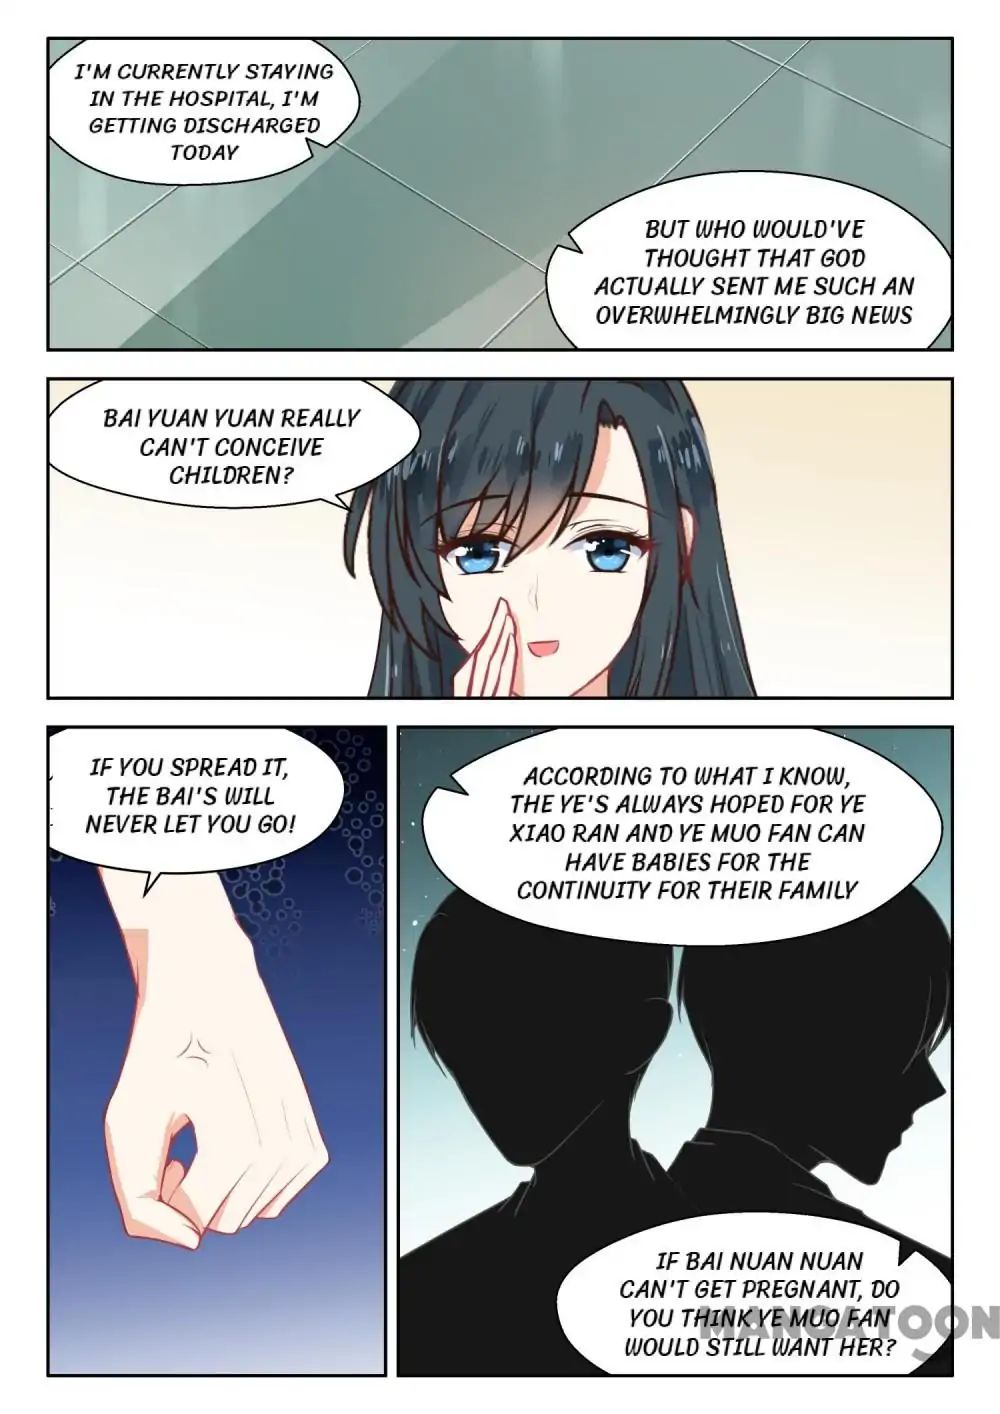 I'M CURRENTLY STAYING
IN THE HOSPITAL, I'M
GETTING DISCHARGED
TODAY
BUT WHO WOULD'VE
THOUGHT THAT GOD
ACTUALLY SENT ME SUCH AN
OVERWHELMINGLY BIG NEWS
BAI YUAN YUAN REALLY
CAN'T CONCEIVE
CHILDREN?
IF YOU SPREAD IT,
THE BAI'S WILL
NEVER LET YOU GO!
ACCORDING TO WHAT I KNOW,
THE YE'S ALWAYS HOPED FOR YE
XIAO RAN AND YE MUO FAN CAN
HAVE BABIES FOR THE
CONTINUITY FOR THEIR FAMILY
IF BAI NUAN NUAN
CAN'T GET PREGNANT, DO
YOU THINK YE MUO FAN
WOULD STILL WANT HER?
MANGATOON